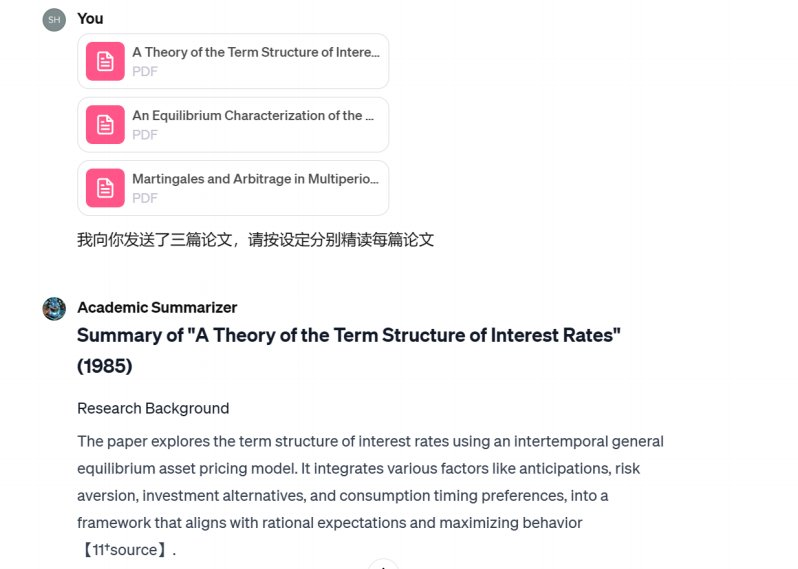 SH
You
A Theory of the Term Structure of Intere...
PDF
An Equilibrium Characterization of the ...
PDF
Martingales and Arbitrage in Multiperio...
PDF
我向你发送了三篇论文，请按设定分别精读每篇论文
Academic Summarizer
Summary of "A Theory of the Term Structure of Interest Rates"
(1985)
Research Background
The paper explores the term structure of interest rates using an intertemporal general
equilibrium asset pricing model. It integrates various factors like anticipations, risk
aversion, investment alternatives, and consumption timing preferences, into a
framework that aligns with rational expectations and maximizing behavior
【11†source】.